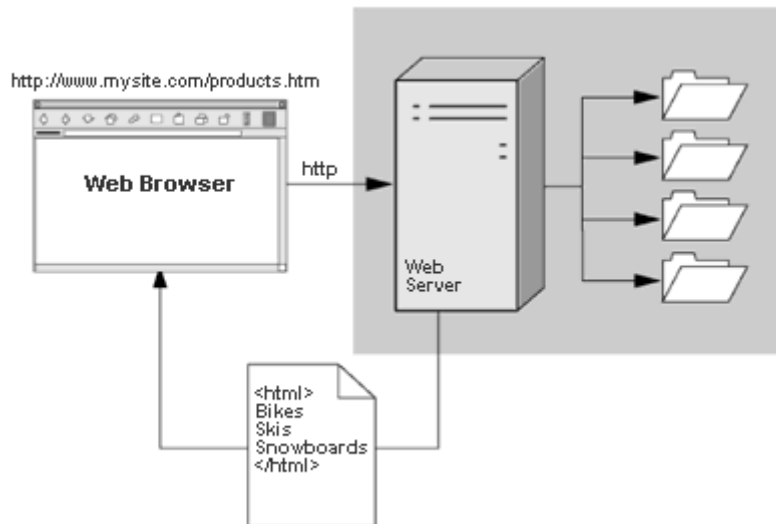 http://www.mysite.com/products.htm
Web Browser
http
Web
Server
<html>
Bikes
Skis
Snowboards
</html>